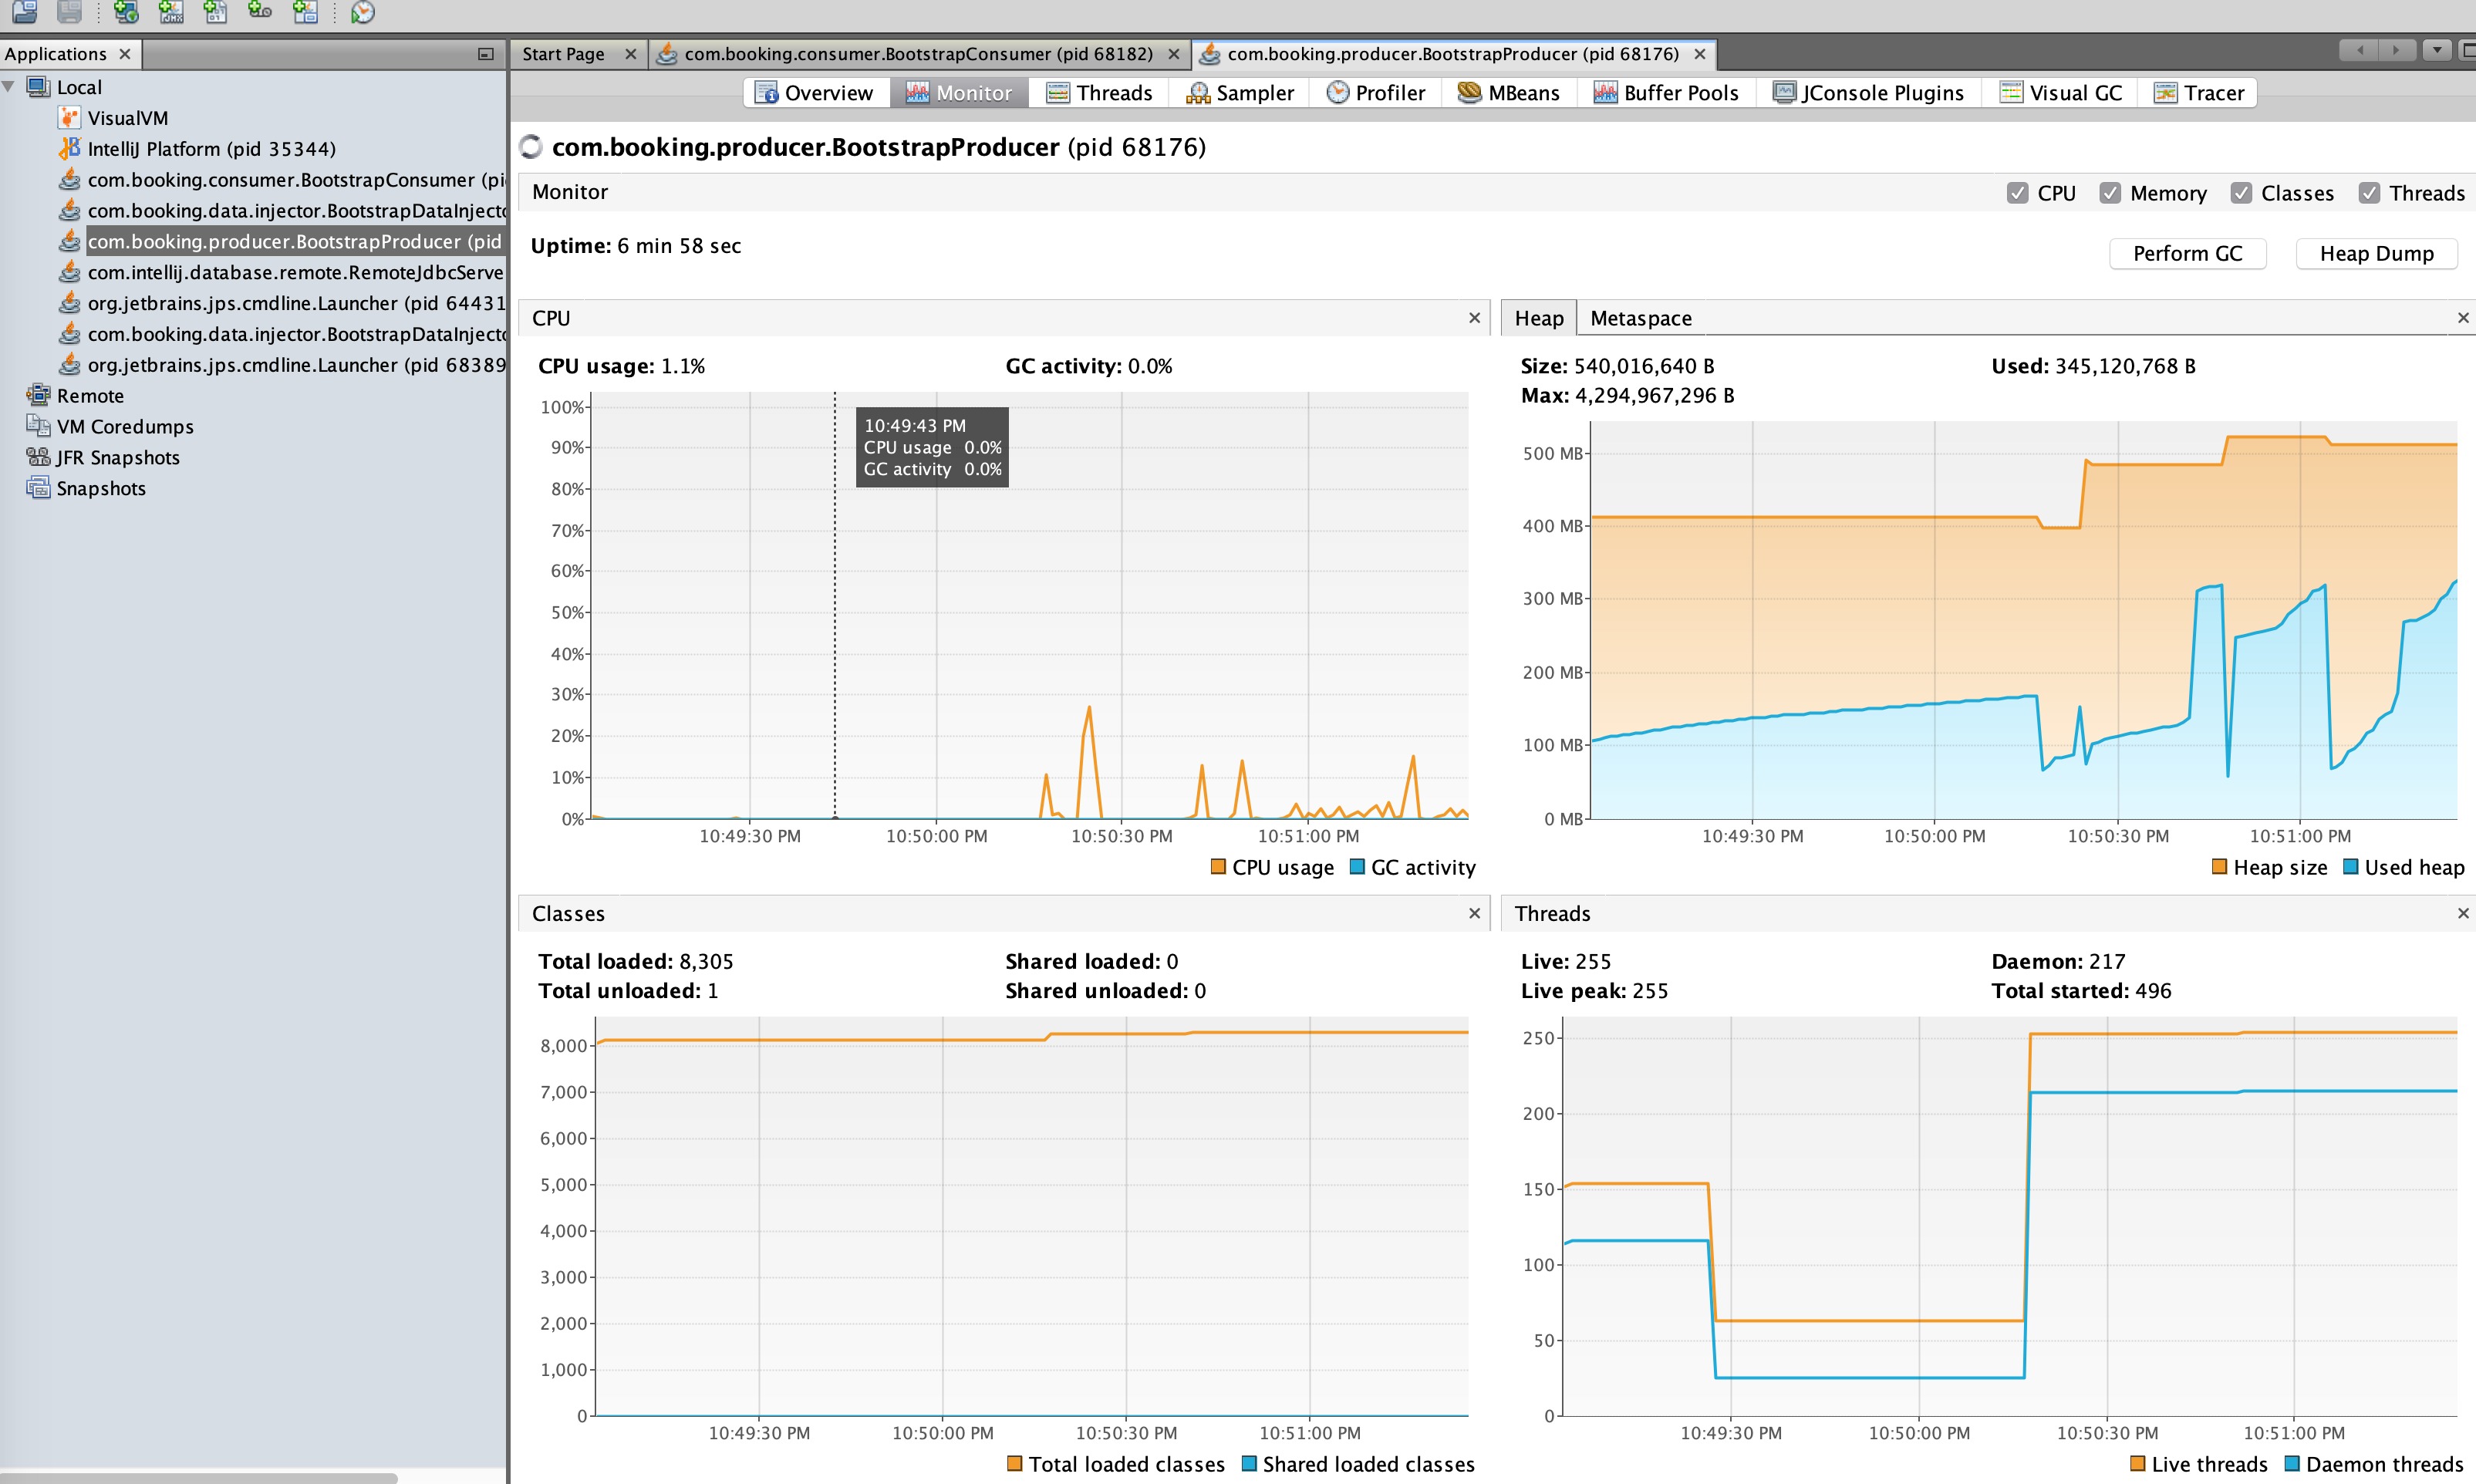 Applications
Start Page
com.booking.consumer.BootstrapConsumer (pid 68182)
com.booking.producer.BootstrapProducer (pid 68176)
Local
VisualVM
IntelliJ Platform (pid 35344)
com.booking.consumer.BootstrapConsumer (pi
com.booking.data.injector.BootstrapDataInject
com.booking.producer.BootstrapProducer (pid
com.intellij.database.remote.RemoteJdbcServe
org.jetbrains.jps.cmdline.Launcher (pid 64431
com.booking.data.injector.BootstrapDataInject
org.jetbrains.jps.cmdline.Launcher (pid 68389
Remote
VM Coredumps
JFR Snapshots
Snapshots
Overview
Monitor
Threads
Sampler
Profiler
MBeans
Buffer Pools
JConsole Plugins
Visual GC
Tracer
com.booking.producer.BootstrapProducer (pid 68176)
Monitor
CPU
Memory
Classes
Threads
Uptime: 6 min 58 sec
Perform GC
Heap Dump
CPU
CPU usage: 1.1%
GC activity: 0.0%
100%
90%
80%
70%
60%
50%
40%
30%
20%
10%
0%
10:49:43 PM
CPU usage 0.0%
GC activity 0.0%
10:49:30 PM
10:50:00 PM
10:50:30 PM
10:51:00 PM
CPU usage
GC activity
Heap
Metaspace
Size: 540,016,640 B
Used: 345,120,768 B
Max: 4,294,967,296 B
500 MB
400 MB
300 MB
200 MB
100 MB
0 MB
10:49:30 PM
10:50:00 PM
10:50:30 PM
10:51:00 PM
Heap size
Used heap
Classes
Total loaded: 8,305
Shared loaded: 0
Total unloaded: 1
Shared unloaded: 0
8,000
7,000
6,000
5,000
4,000
3,000
2,000
1,000
0
10:49:30 PM
10:50:00 PM
10:50:30 PM
10:51:00 PM
Total loaded classes
Shared loaded classes
Threads
Live: 255
Daemon: 217
Live peak: 255
Total started: 496
250
200
150
100
50
0
10:49:30 PM
10:50:00 PM
10:50:30 PM
10:51:00 PM
Live threads
Daemon threads